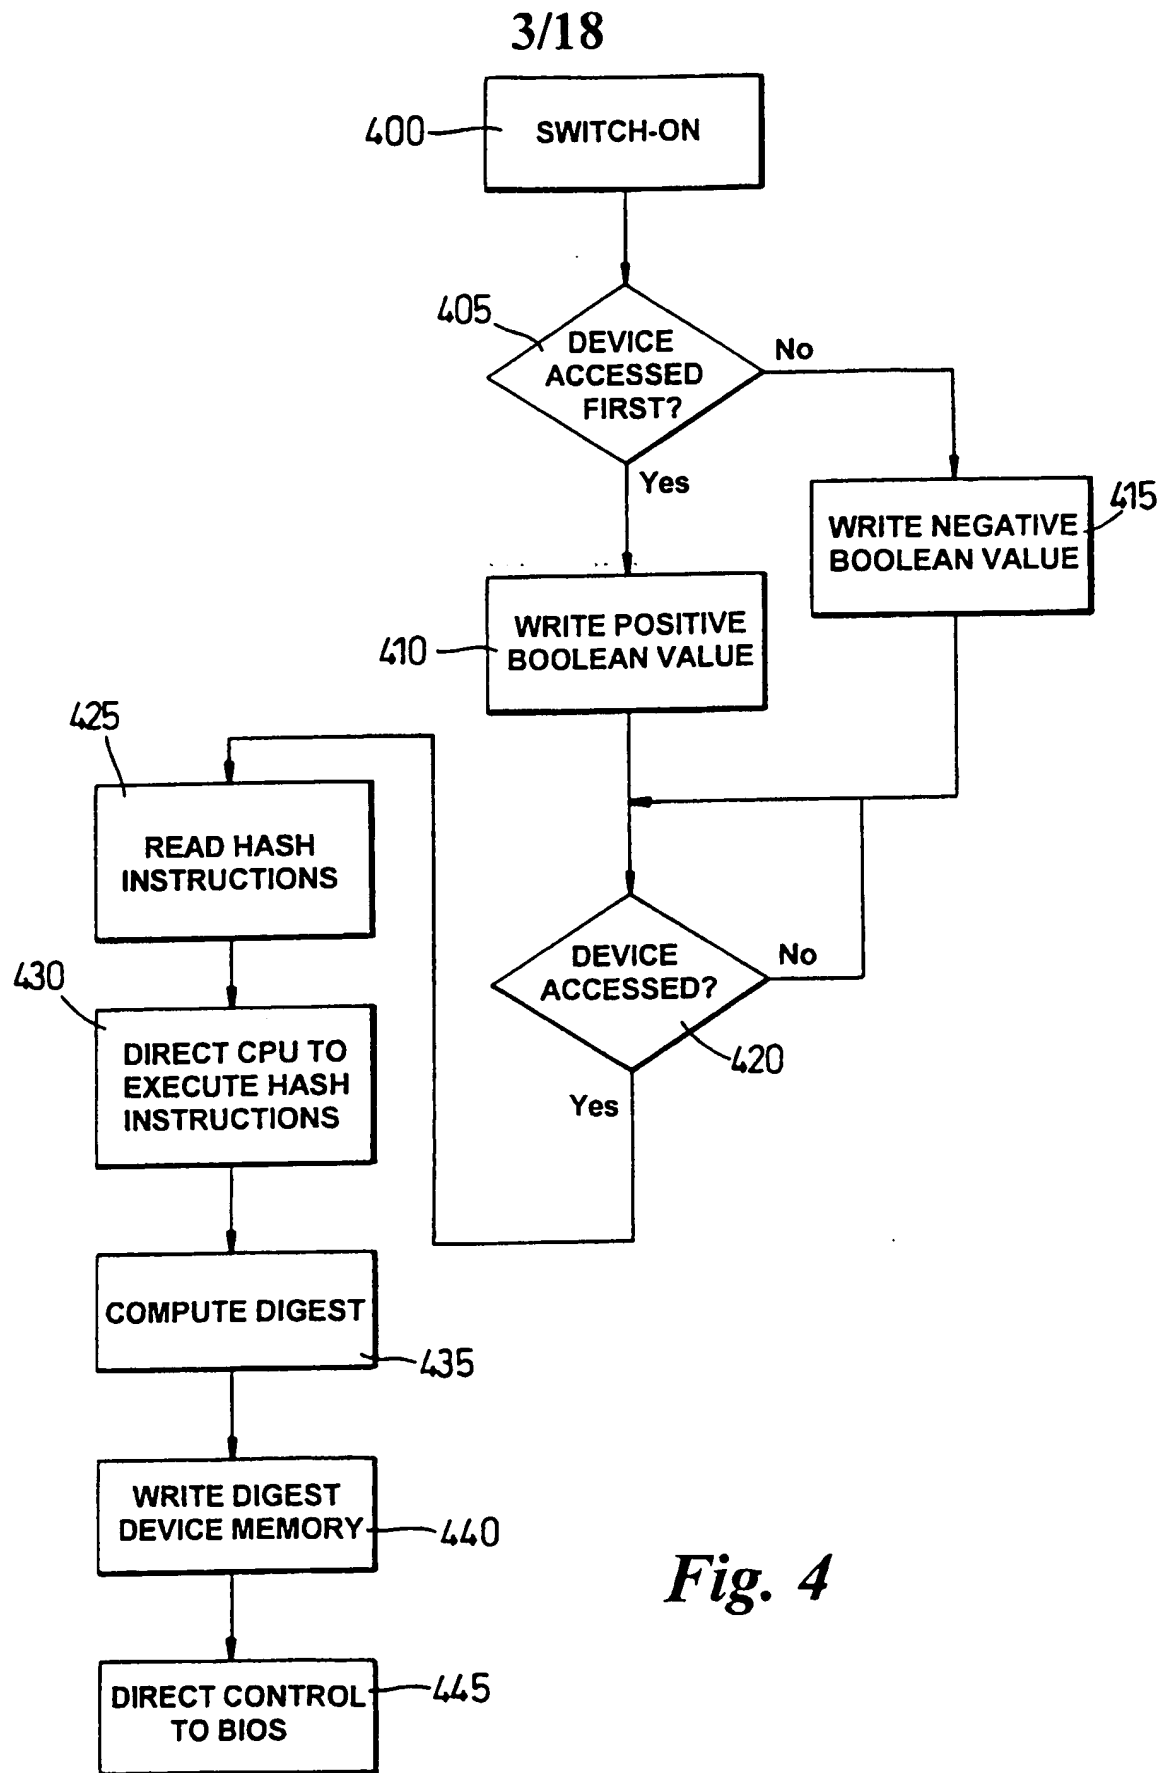 3/18
400
SWITCH-ON
405
DEVICE
ACCESSED
FIRST?
No
Yes
WRITE NEGATIVE
BOOLEAN VALUE
415
410
WRITE POSITIVE
BOOLEAN VALUE
425
READ HASH
INSTRUCTIONS
DEVICE
ACCESSED?
No
420
Yes
430
DIRECT CPU TO
EXECUTE HASH
INSTRUCTIONS
COMPUTE DIGEST
435
WRITE DIGEST
DEVICE MEMORY
440
DIRECT CONTROL
TO BIOS
445
Fig. 4